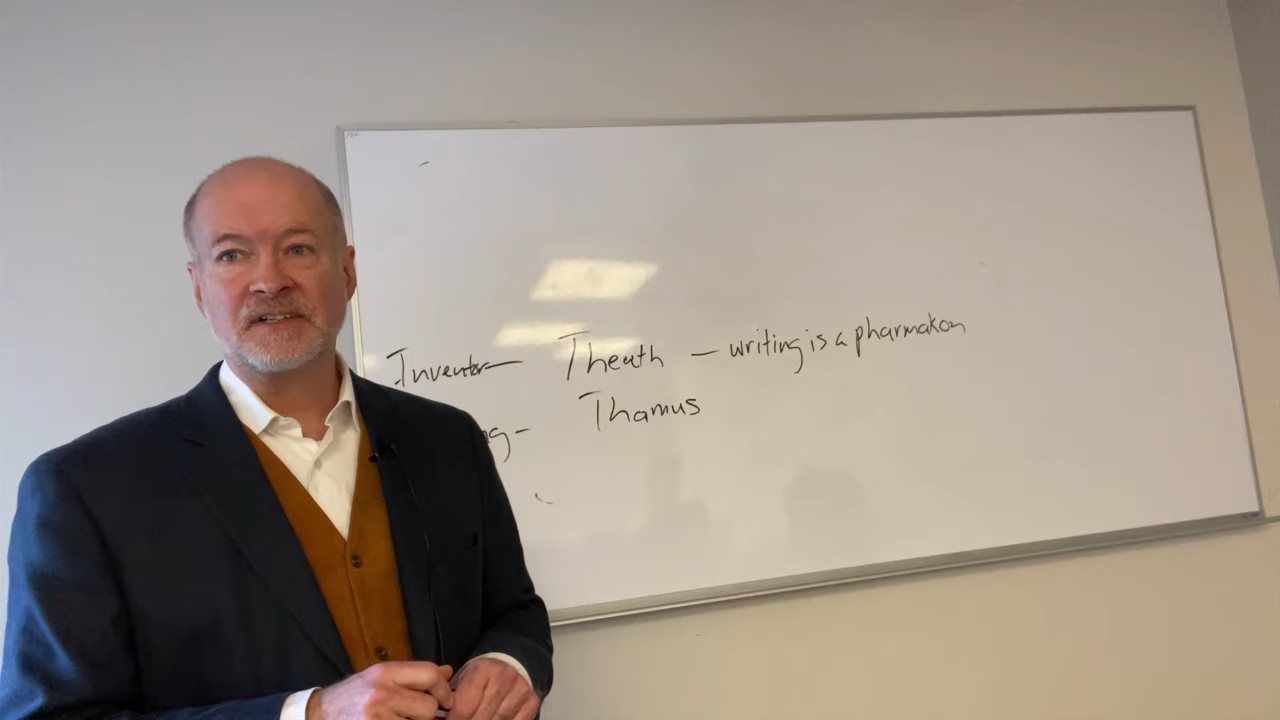 Inventor — Theuth — writing is a pharmakon
Thamus